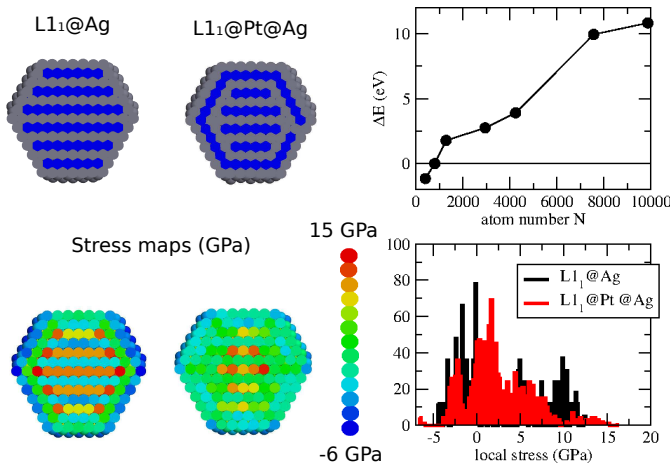 L1₁@Ag
L1₁@Pt@Ag
ΔE (eV)
10
5
0
0 2000 4000 6000 8000 10000
atom number N
Stress maps (GPa)
15 GPa
-6 GPa
100
80
60
40
20
0
L1₁@Ag
L1₁@Pt @Ag
-5 0 5 10 15 20
local stress (GPa)